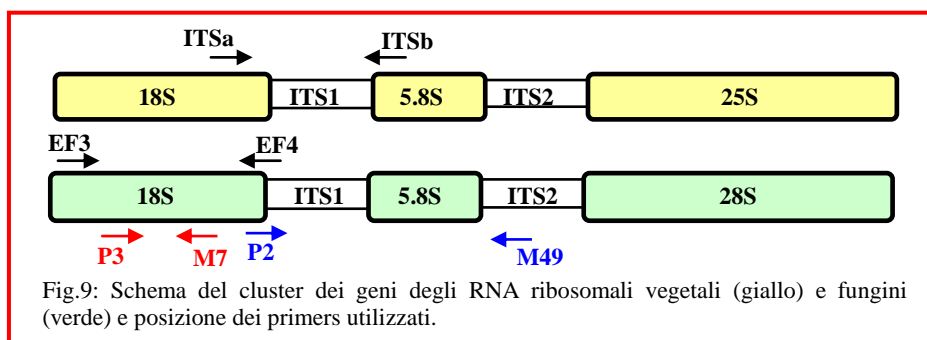 ITSa ITSb
18S ITS1 5.8S ITS2 25S
EF3 EF4
18S ITS1 5.8S ITS2 28S
P3 M7 P2 M49
Fig.9: Schema del cluster dei geni degli RNA ribosomali vegetali (giallo) e fungini
(verde) e posizione dei primers utilizzati.